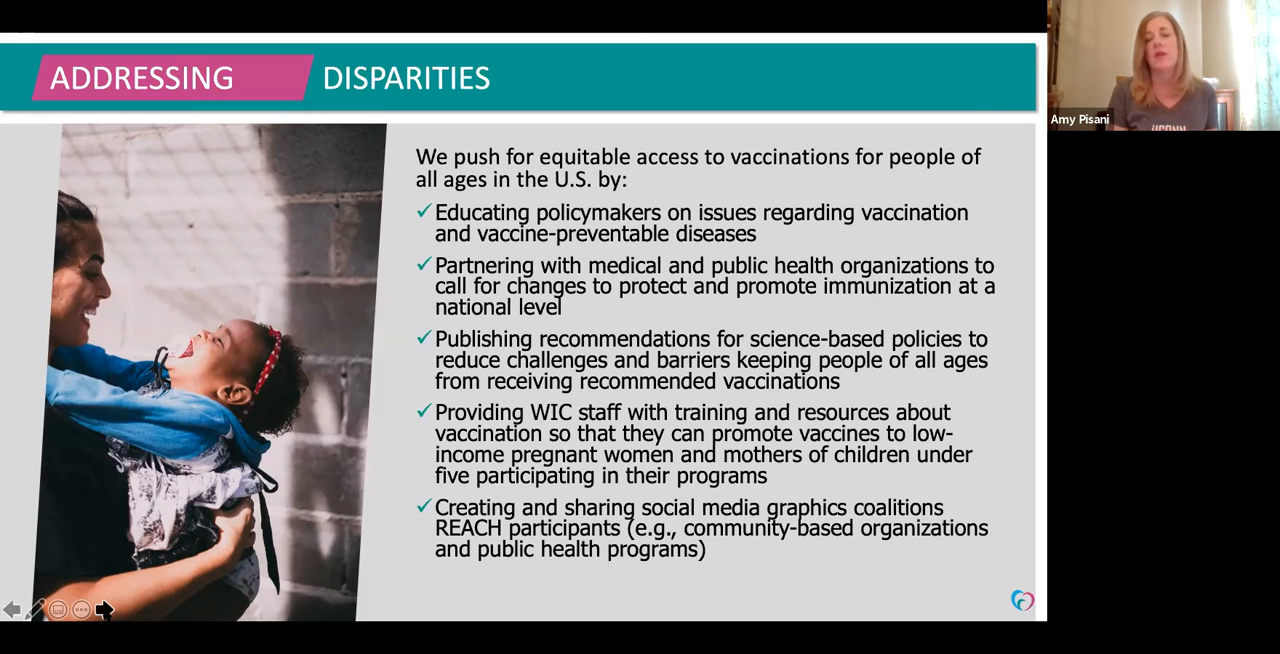 ADDRESSING DISPARITIES
We push for equitable access to vaccinations for people of
all ages in the U.S. by:
✓Educating policymakers on issues regarding vaccination
and vaccine-preventable diseases
✓Partnering with medical and public health organizations to
call for changes to protect and promote immunization at a
national level
✓Publishing recommendations for science-based policies to
reduce challenges and barriers keeping people of all ages
from receiving recommended vaccinations
✓Providing WIC staff with training and resources about
vaccination so that they can promote vaccines to low-
income pregnant women and mothers of children under
five participating in their programs
✓Creating and sharing social media graphics coalitions
REACH participants (e.g., community-based organizations
and public health programs)
Amy Pisani
UCONN